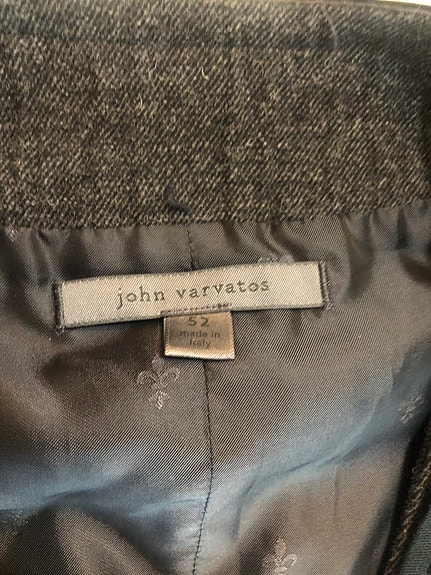 john varvatos
52
made in
Italy